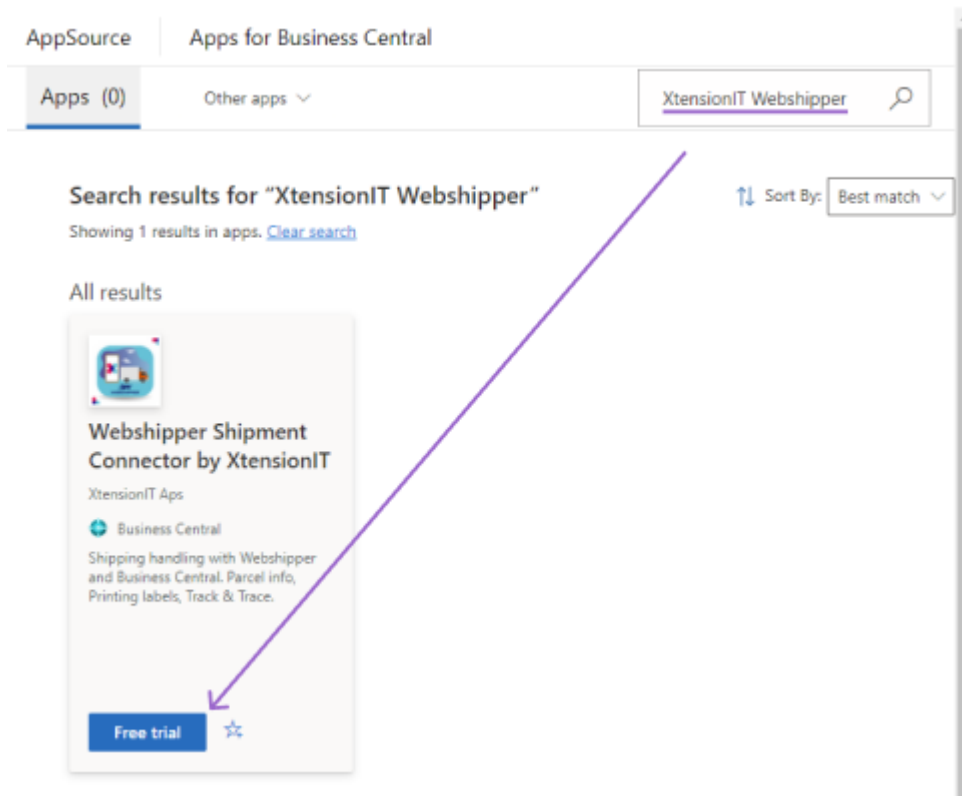 AppSource Apps for Business Central
Apps (0) Other apps XtensionIT Webshipper
Search results for “XtensionIT Webshipper”
Sort By: Best match
Showing 1 results in apps. Clear search
All results
Webshipper Shipment
Connector by XtensionIT
XtensionIT Aps
Business Central
Shipping handling with Webshipper
and Business Central. Parcel info,
Printing labels, Track & Trace.
Free trial